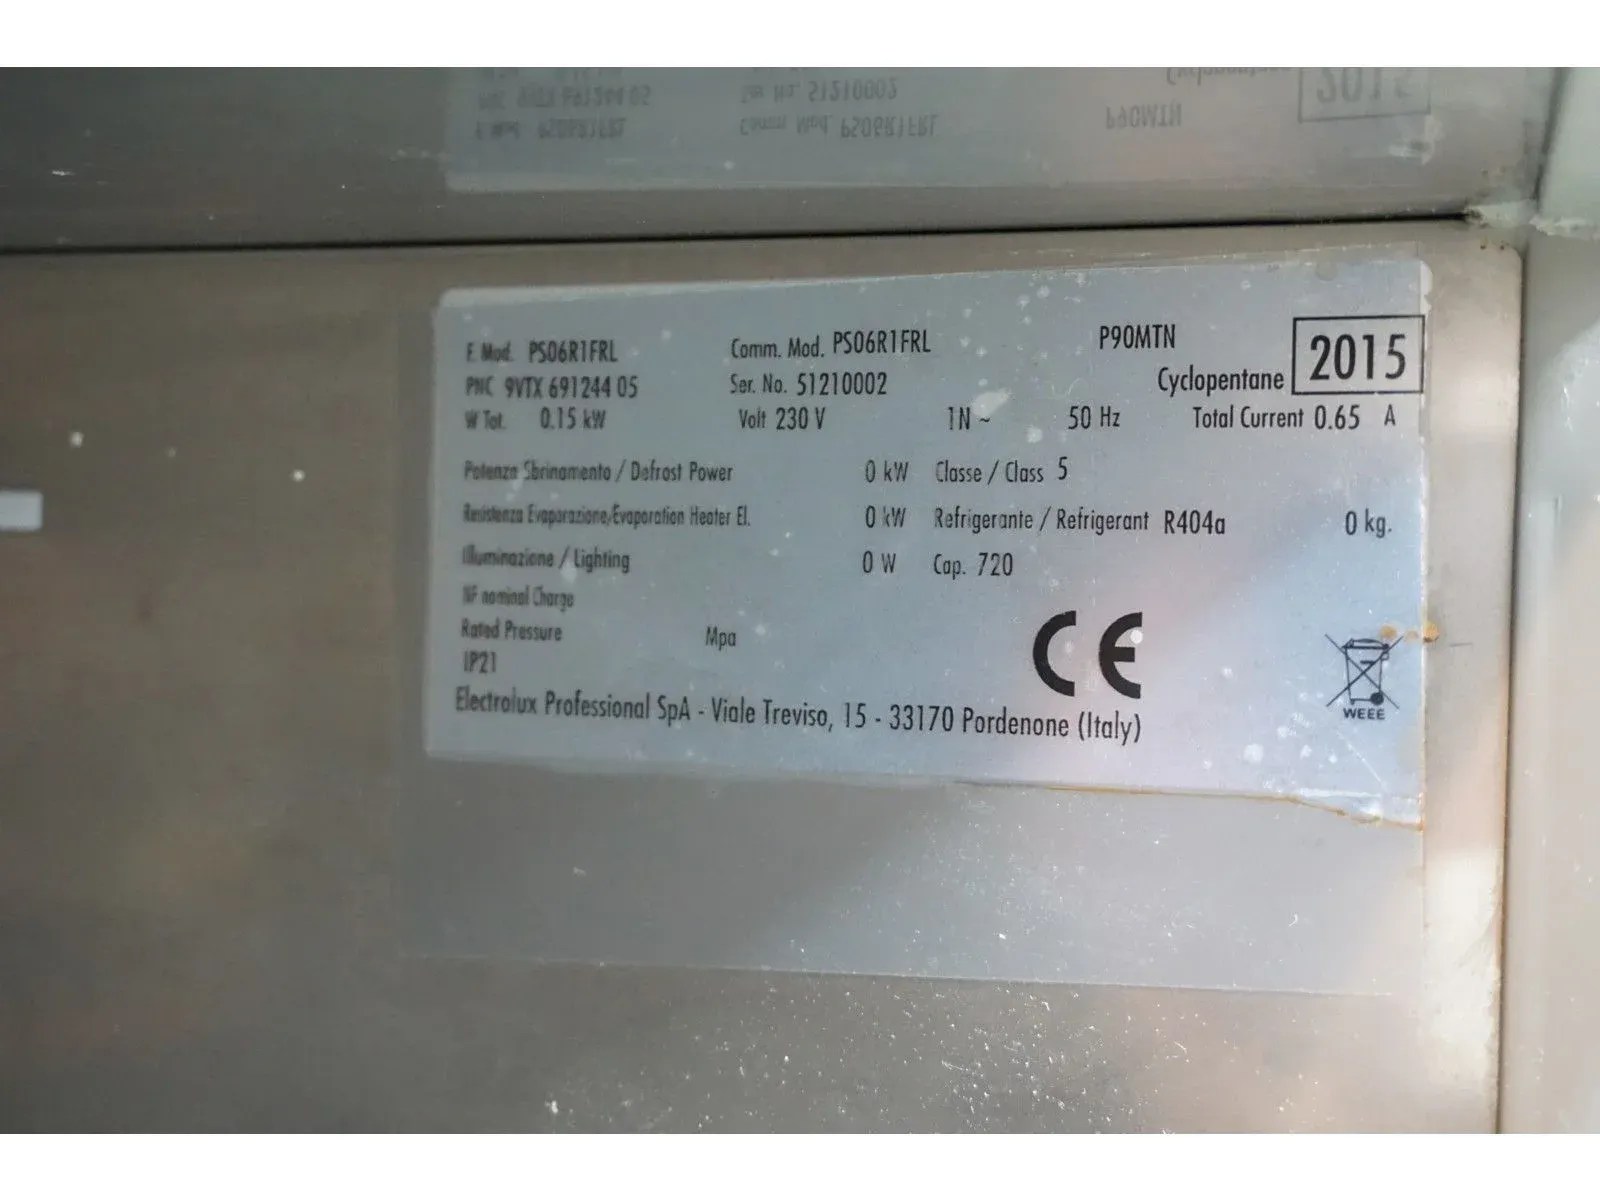 F. Mod. PS06R1FRL Comm. Mod. PS06R1FRL P90MTN 2015
PNC 9VTX 691244 05 Ser. No. 51210002 Cyclopentane
W Tot. 0.15 kW Volt 230 V 1N ~ 50 Hz Total Current 0.65 A
Potenza Sbrinamento / Defrost Power 0 kW Classe / Class 5
Resistenza Evaporazione/Evaporation Heater El. 0 kW Refrigerante / Refrigerant R404a 0 kg.
Illuminazione / Lighting 0 W Cap. 720
NF nominal Charge
Rated Pressure Mpa
IP21
CE
WEEE
Electrolux Professional SpA - Viale Treviso, 15 - 33170 Pordenone (Italy)